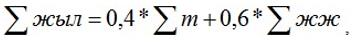 ∑ жыл = 0,4 * ∑ т + 0,6 * ∑ жж ,